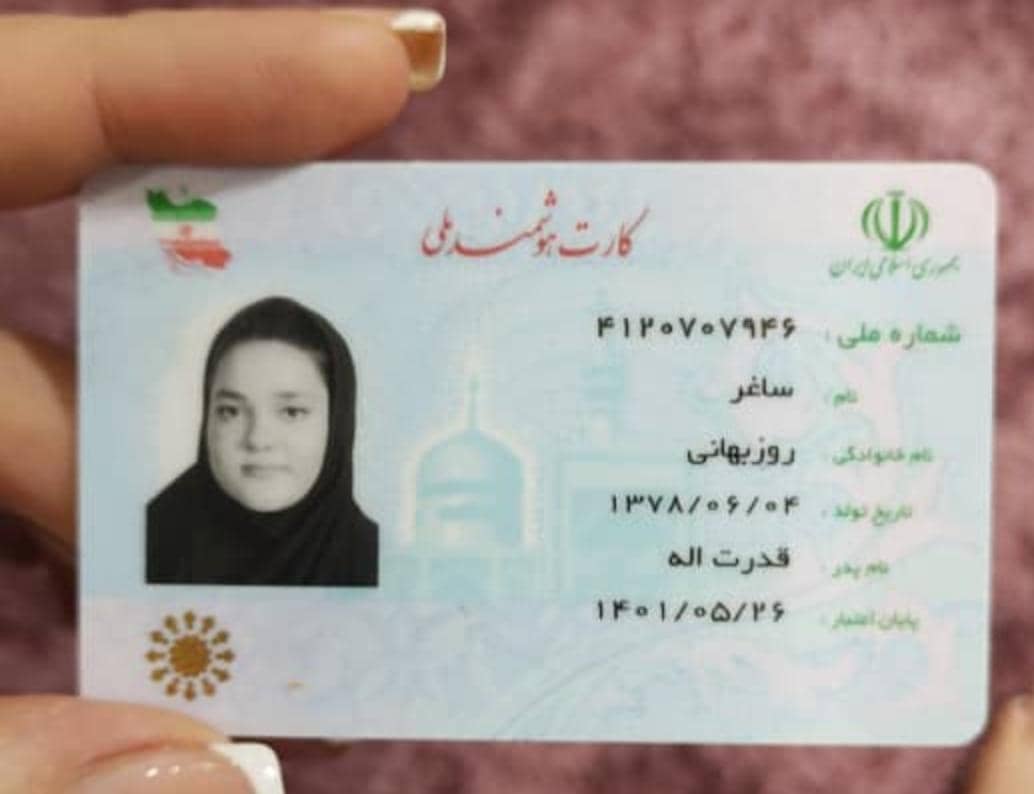 جمهوری اسلامی ایران
کارت هوشمند ملی
شماره ملی : ۴۱۲۰۷۰۷۹۴۶
نام : ساغر
نام خانوادگی : روزبهانی
تاریخ تولد : ۱۳۷۸/۰۶/۰۴
نام پدر : قدرت اله
پایان اعتبار : ۱۴۰۱/۰۵/۲۶